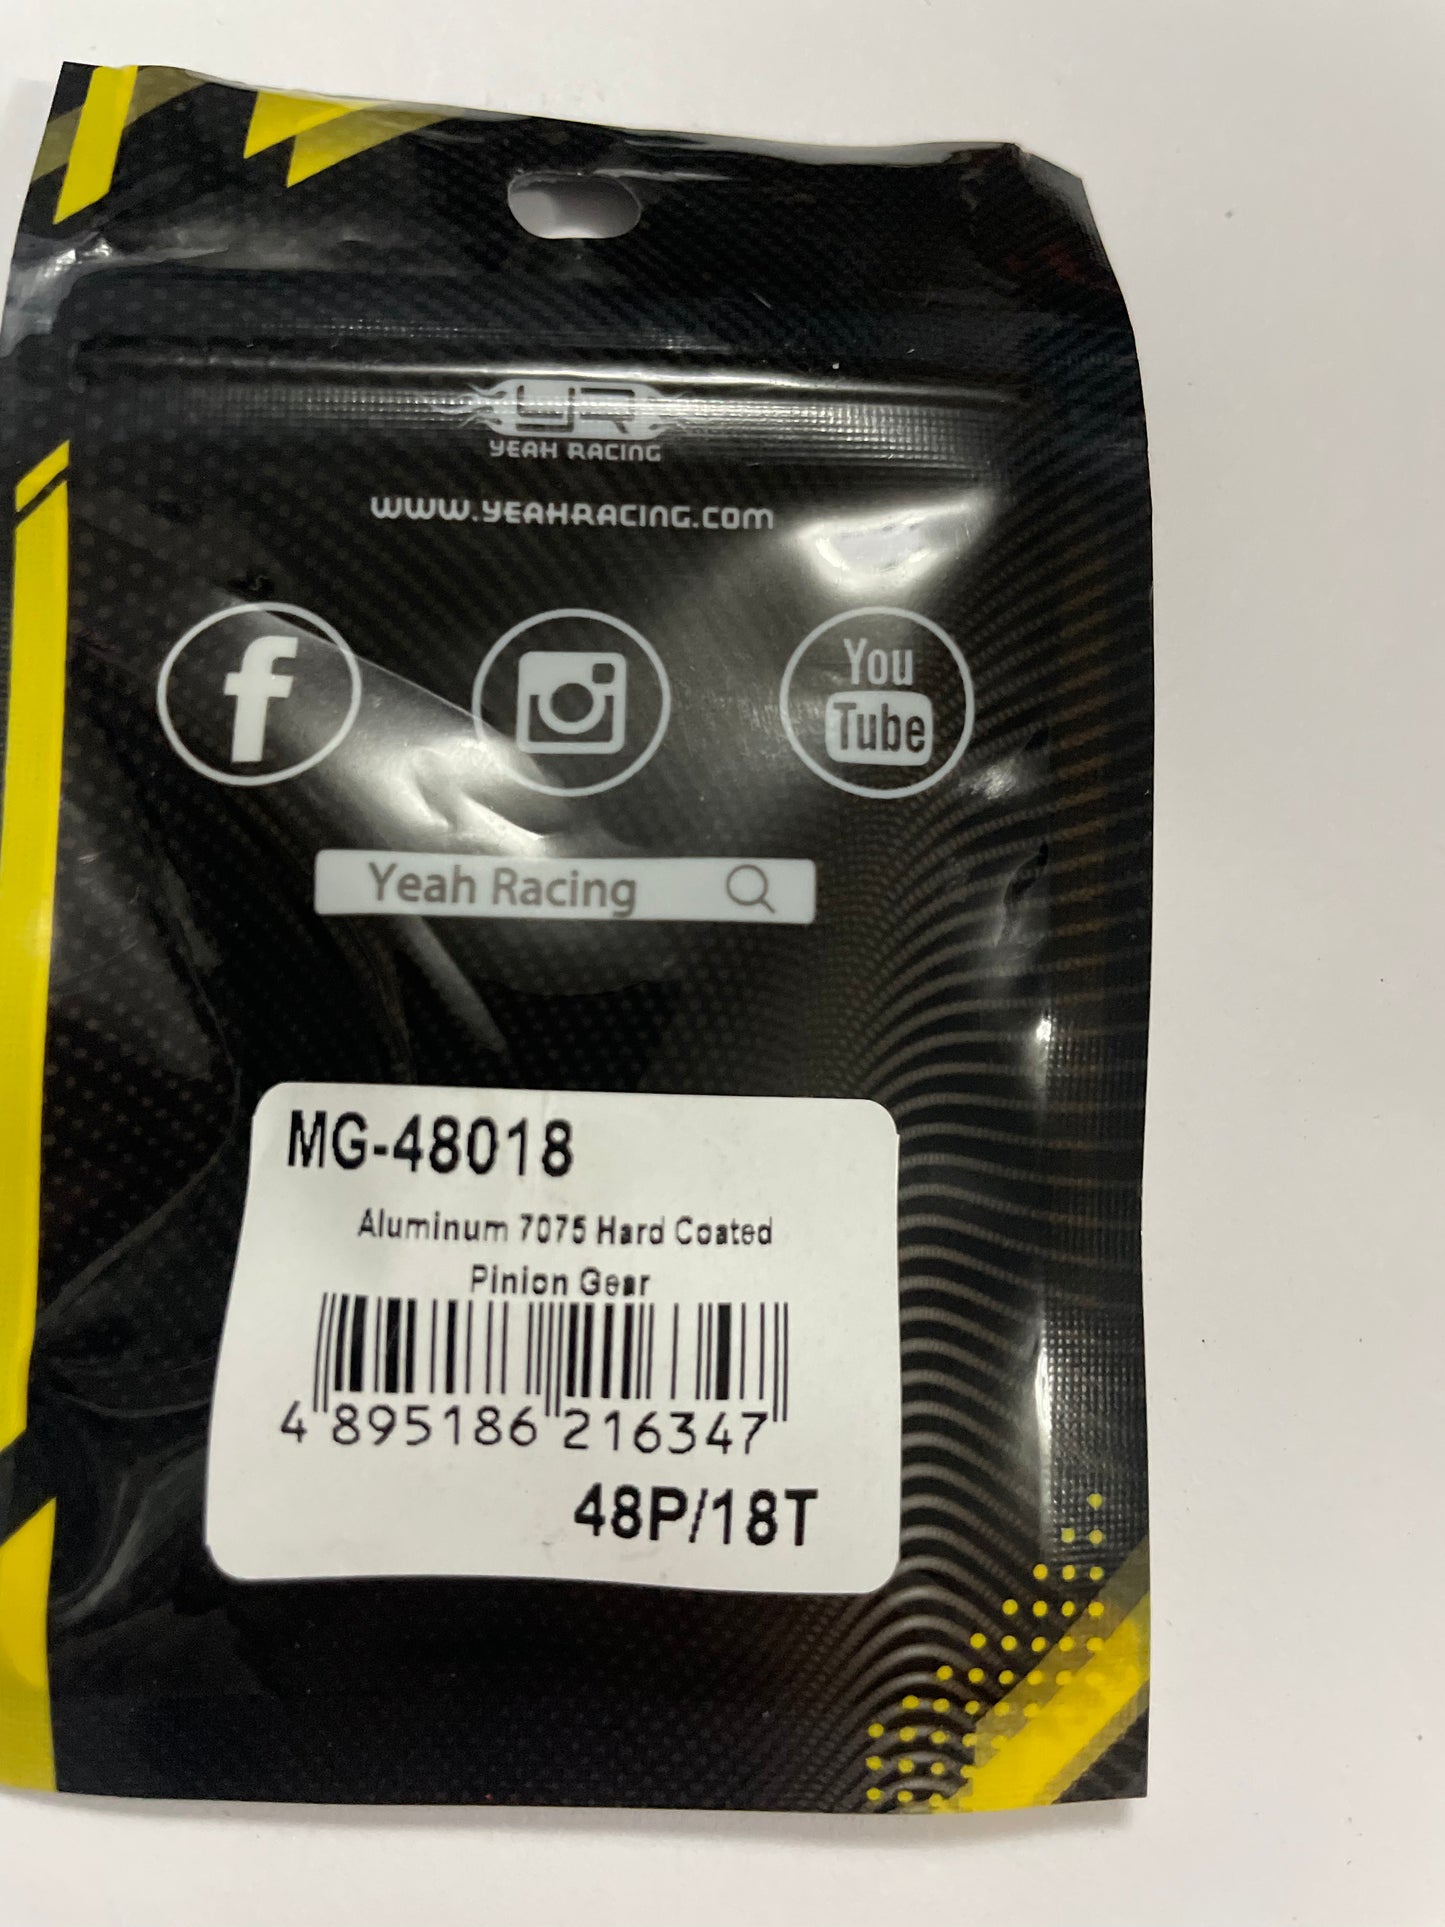 YR
YEAH RACING
WWW.YEAHRACING.COM
f
You
Tube
Yeah Racing
MG-48018
Aluminum 7075 Hard Coated
Pinion Gear
4 895186 216347
48P/18T